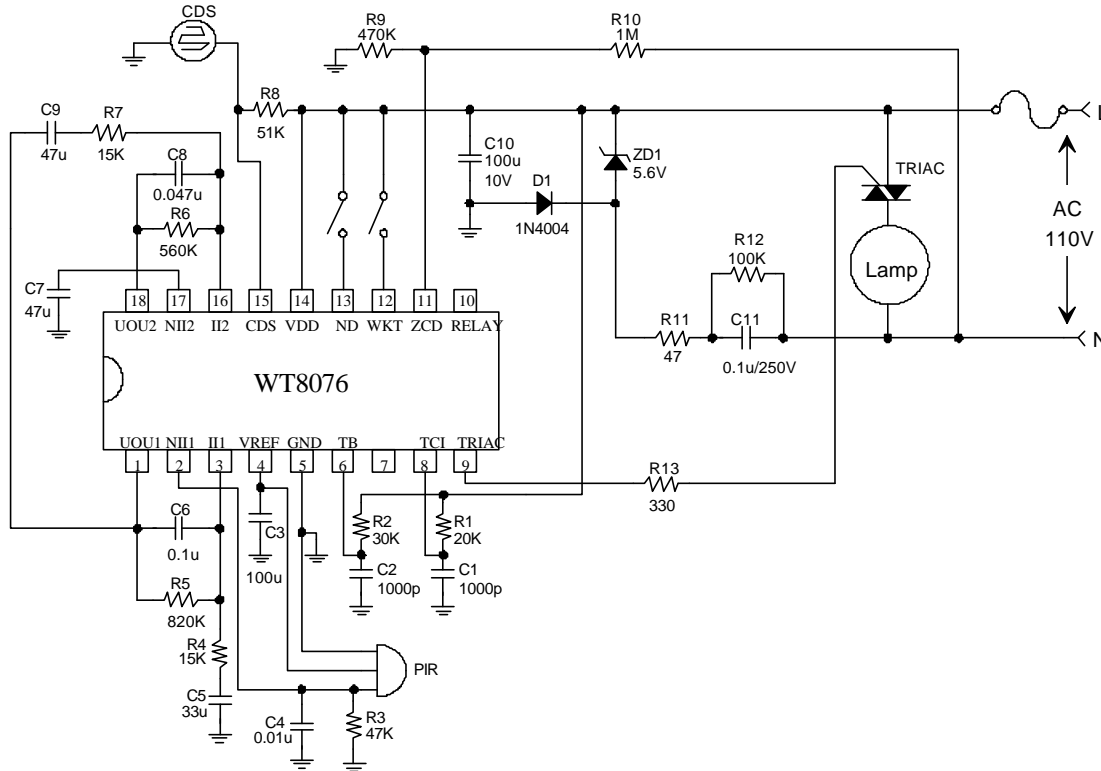 CDS
R9
470K
R10
1M
C9
47u
R7
15K
R8
51K
C8
0.047u
R6
560K
C10
100u
10V
D1
1N4004
ZD1
5.6V
TRIAC
AC
110V
Lamp
R12
100K
R11
47
C11
0.1u/250V
N
C7
47u
18 17 16 15 14 13 12 11 10
UOU2 NII2 II2 CDS VDD ND WKT ZCD RELAY
WT8076
UOU1 NII1 II1 VREF GND TB TCI TRIAC
1 2 3 4 5 6 7 8 9
R13
330
C6
0.1u
C3
100u
R2
30K
R1
20K
C2
1000p
C1
1000p
R5
820K
R4
15K
C5
33u
PIR
C4
0.01u
R3
47K